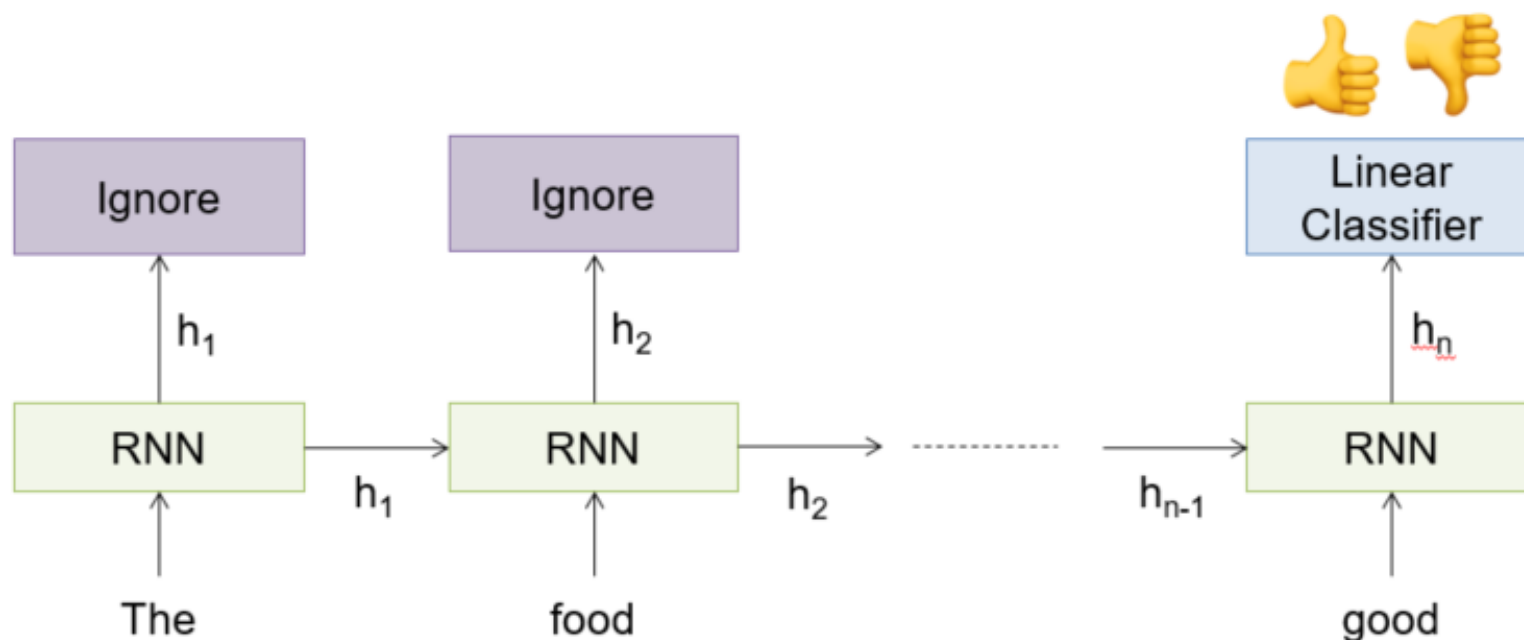 Ignore
Ignore
Linear
Classifier
h₁
h₂
hₙ
RNN
RNN
RNN
h₁
h₂
hₙ₋₁
The
food
good